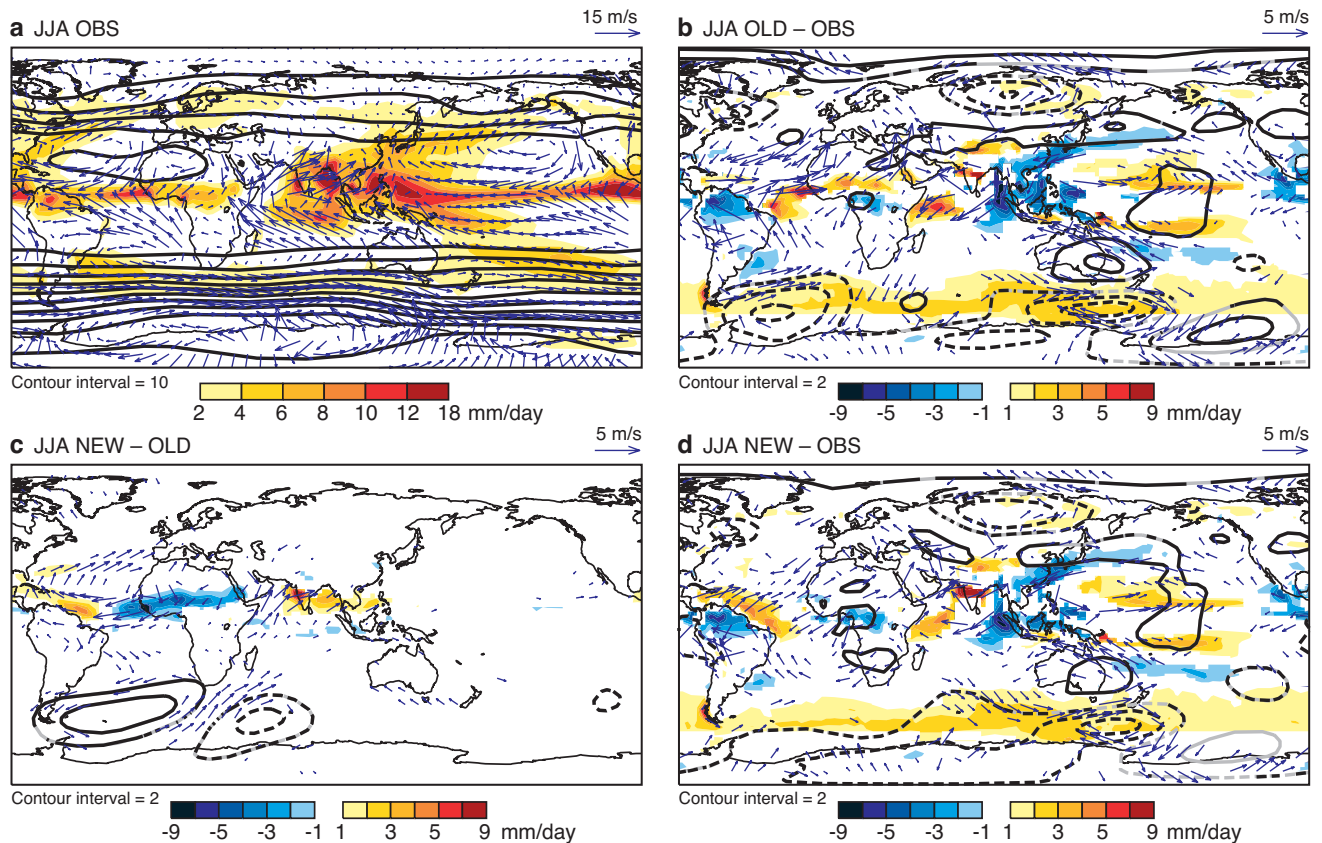 a JJA OBS
15 m/s
b JJA OLD – OBS
5 m/s
Contour interval = 10
2 4 6 8 10 12 18 mm/day
Contour interval = 2
-9 -5 -3 -1 1 3 5 9 mm/day
c JJA NEW – OLD
5 m/s
d JJA NEW – OBS
5 m/s
Contour interval = 2
-9 -5 -3 -1 1 3 5 9 mm/day
Contour interval = 2
-9 -5 -3 -1 1 3 5 9 mm/day